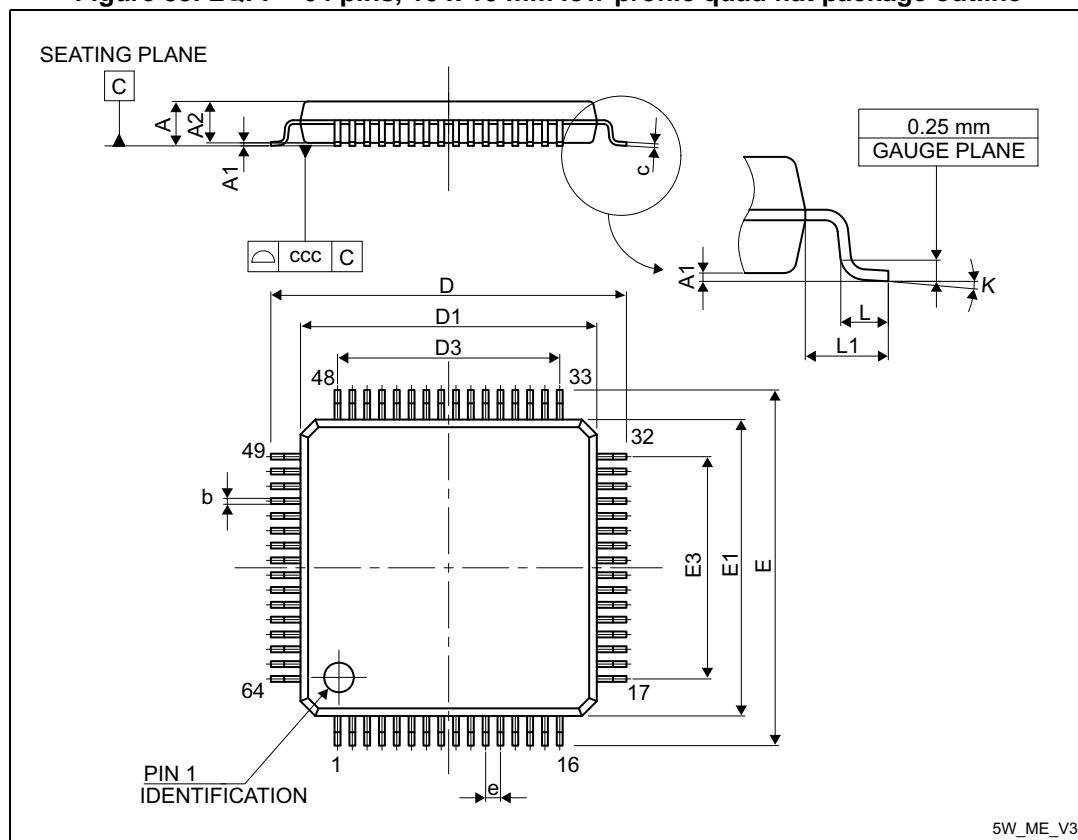 SEATING PLANE
C
A
A2
A1
c
ccc C
0.25 mm
GAUGE PLANE
A1
K
L
L1
D
D1
D3
48
33
49
32
b
E3
E1
E
64
17
1
16
PIN 1
IDENTIFICATION
e
5W_ME_V3